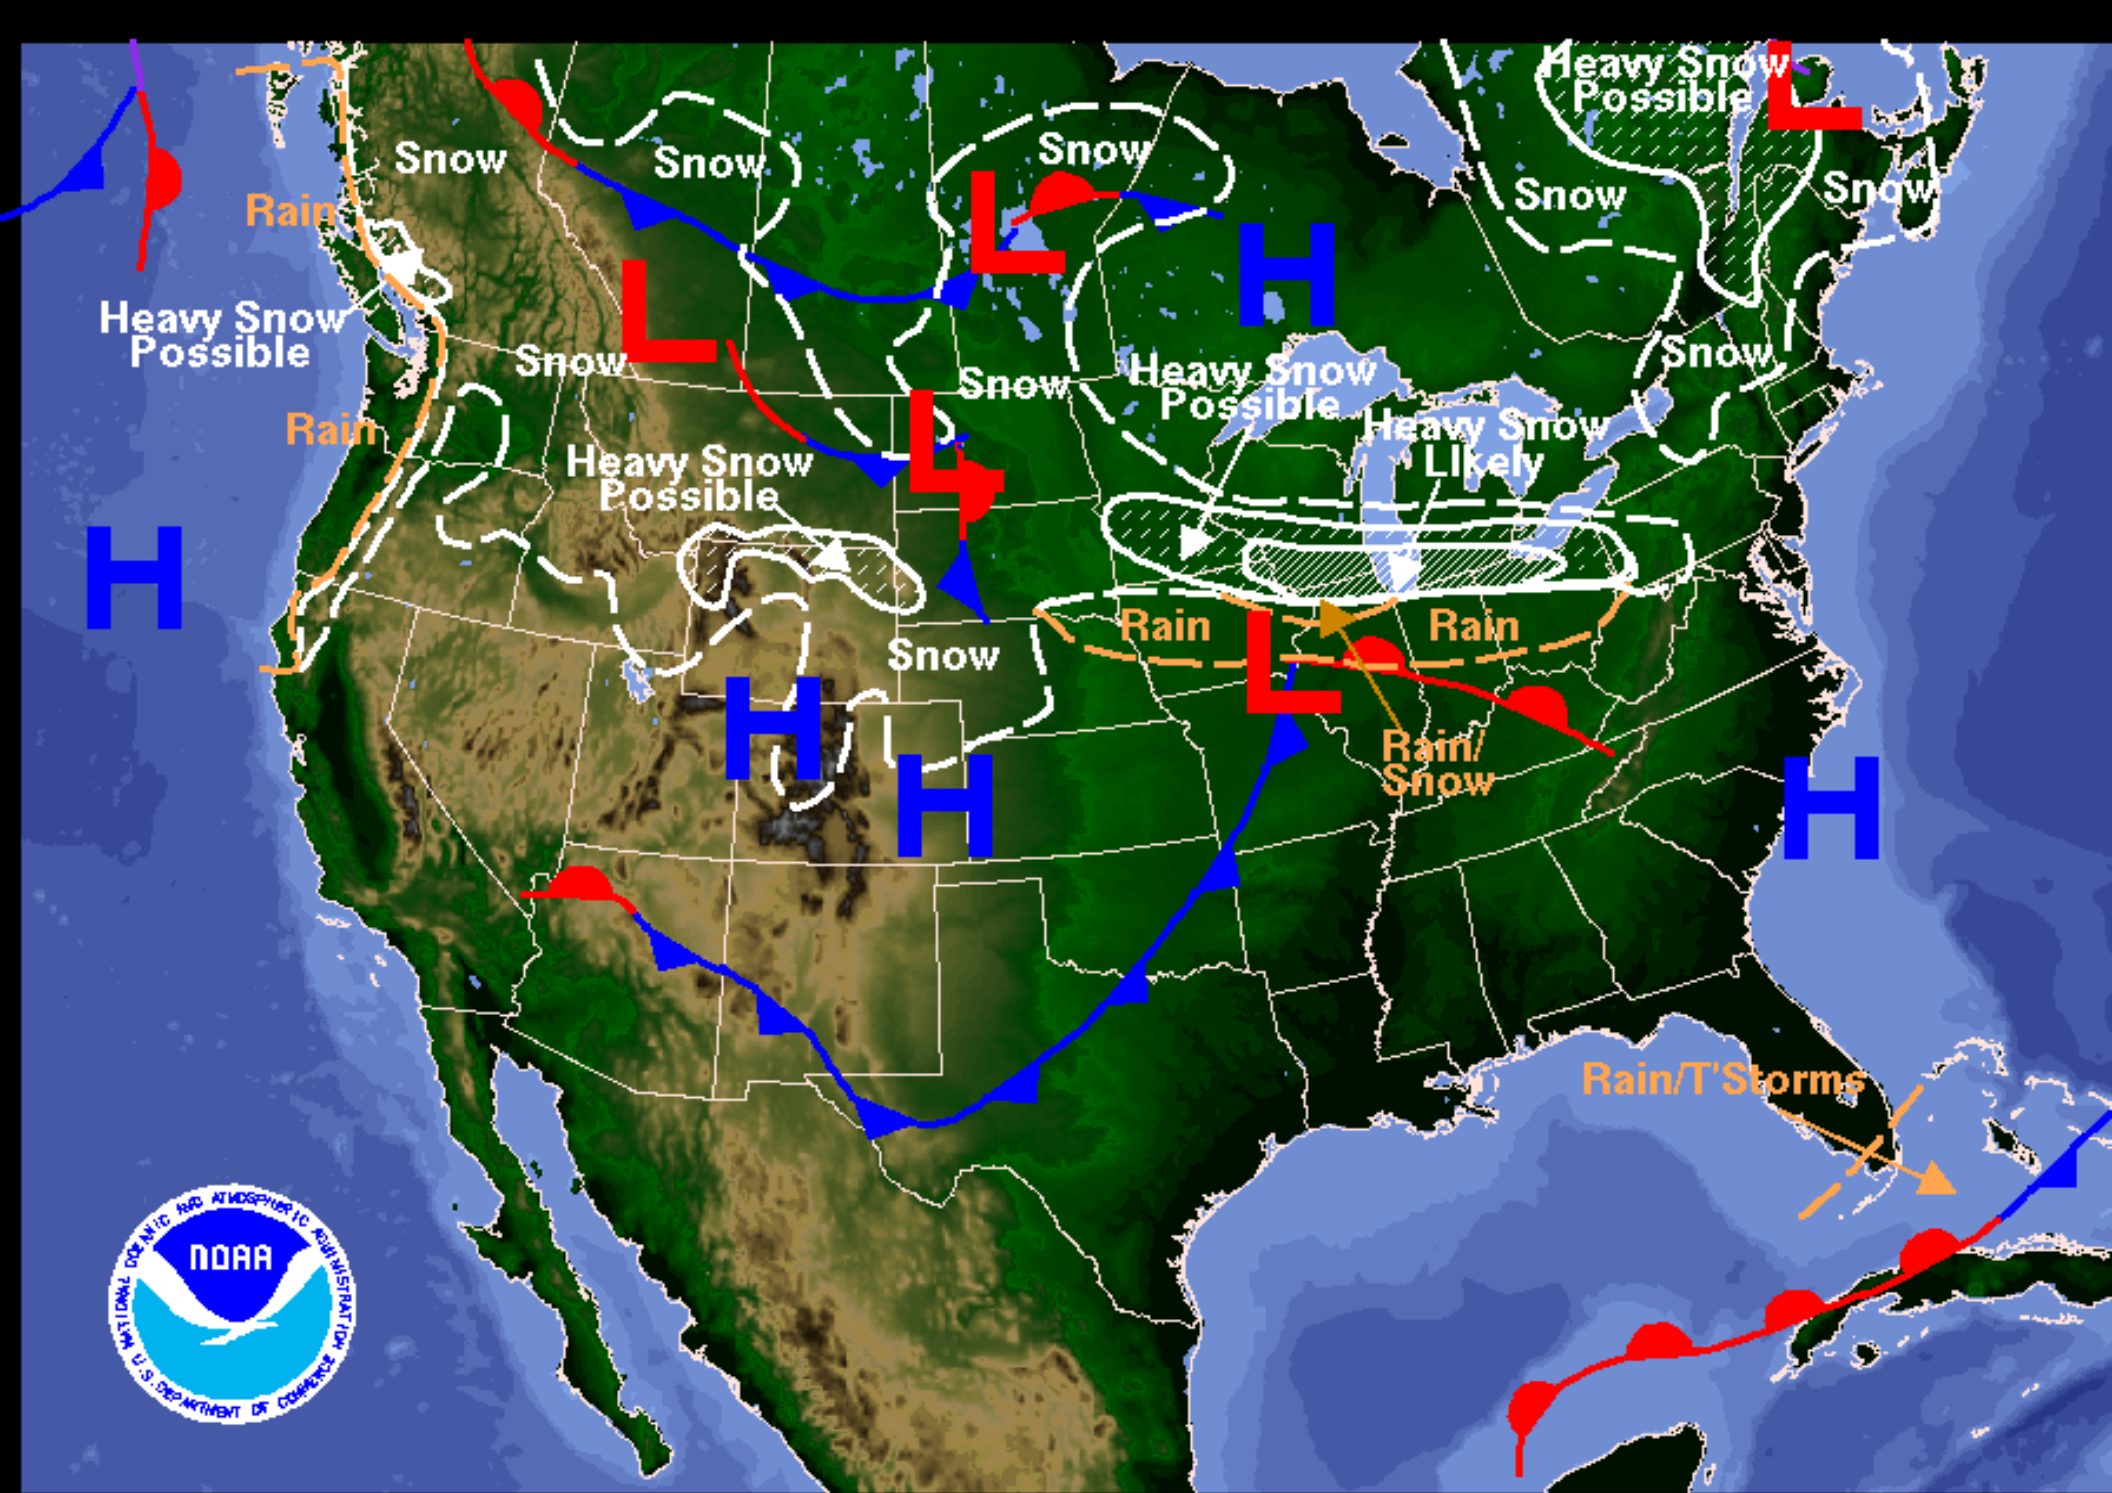 Heavy Snow
Possible
L
Snow
Snow
Snow
Snow
Snow
Rain
L
H
L
Heavy Snow
Possible
Snow
Snow
Snow
Heavy Snow
Possible
Heavy Snow
Likely
Rain
L
Heavy Snow
Possible
H
Rain
Rain
L
Snow
H
Rain/
Snow
H
H
Rain/T'Storms
NATIONAL OCEANIC AND ATMOSPHERIC ADMINISTRATION
NOAA
U.S. DEPARTMENT OF COMMERCE